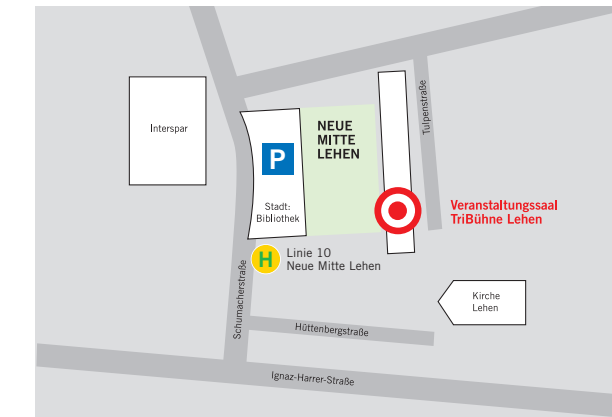 Interspar
P
Stadt:
Bibliothek
NEUE
MITTE
LEHEN
Tulpenstraße
Veranstaltungssaal
TriBühne Lehen
H
Linie 10
Neue Mitte Lehen
Schumacherstraße
Kirche
Lehen
Hüttenbergstraße
Ignaz-Harrer-Straße